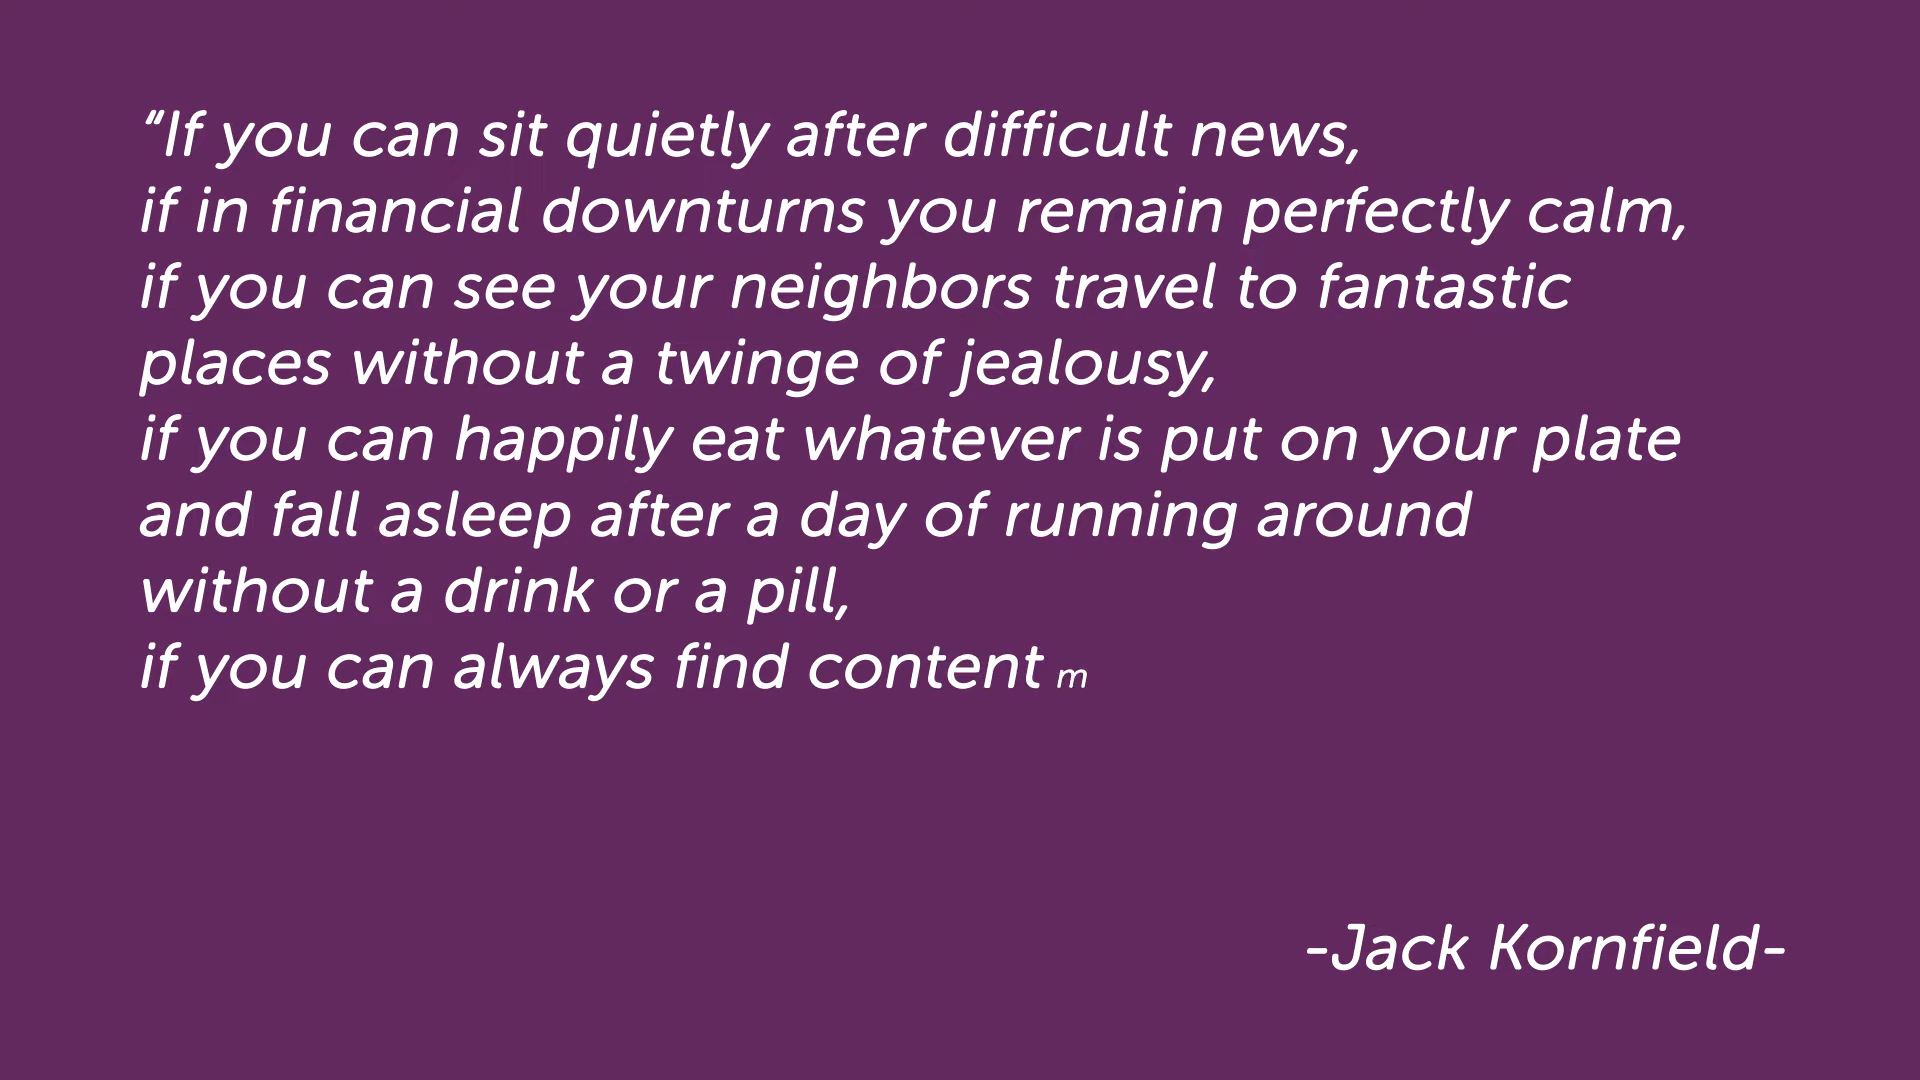 “If you can sit quietly after difficult news,
if in financial downturns you remain perfectly calm,
if you can see your neighbors travel to fantastic
places without a twinge of jealousy,
if you can happily eat whatever is put on your plate
and fall asleep after a day of running around
without a drink or a pill,
if you can always find content m
-Jack Kornfield-